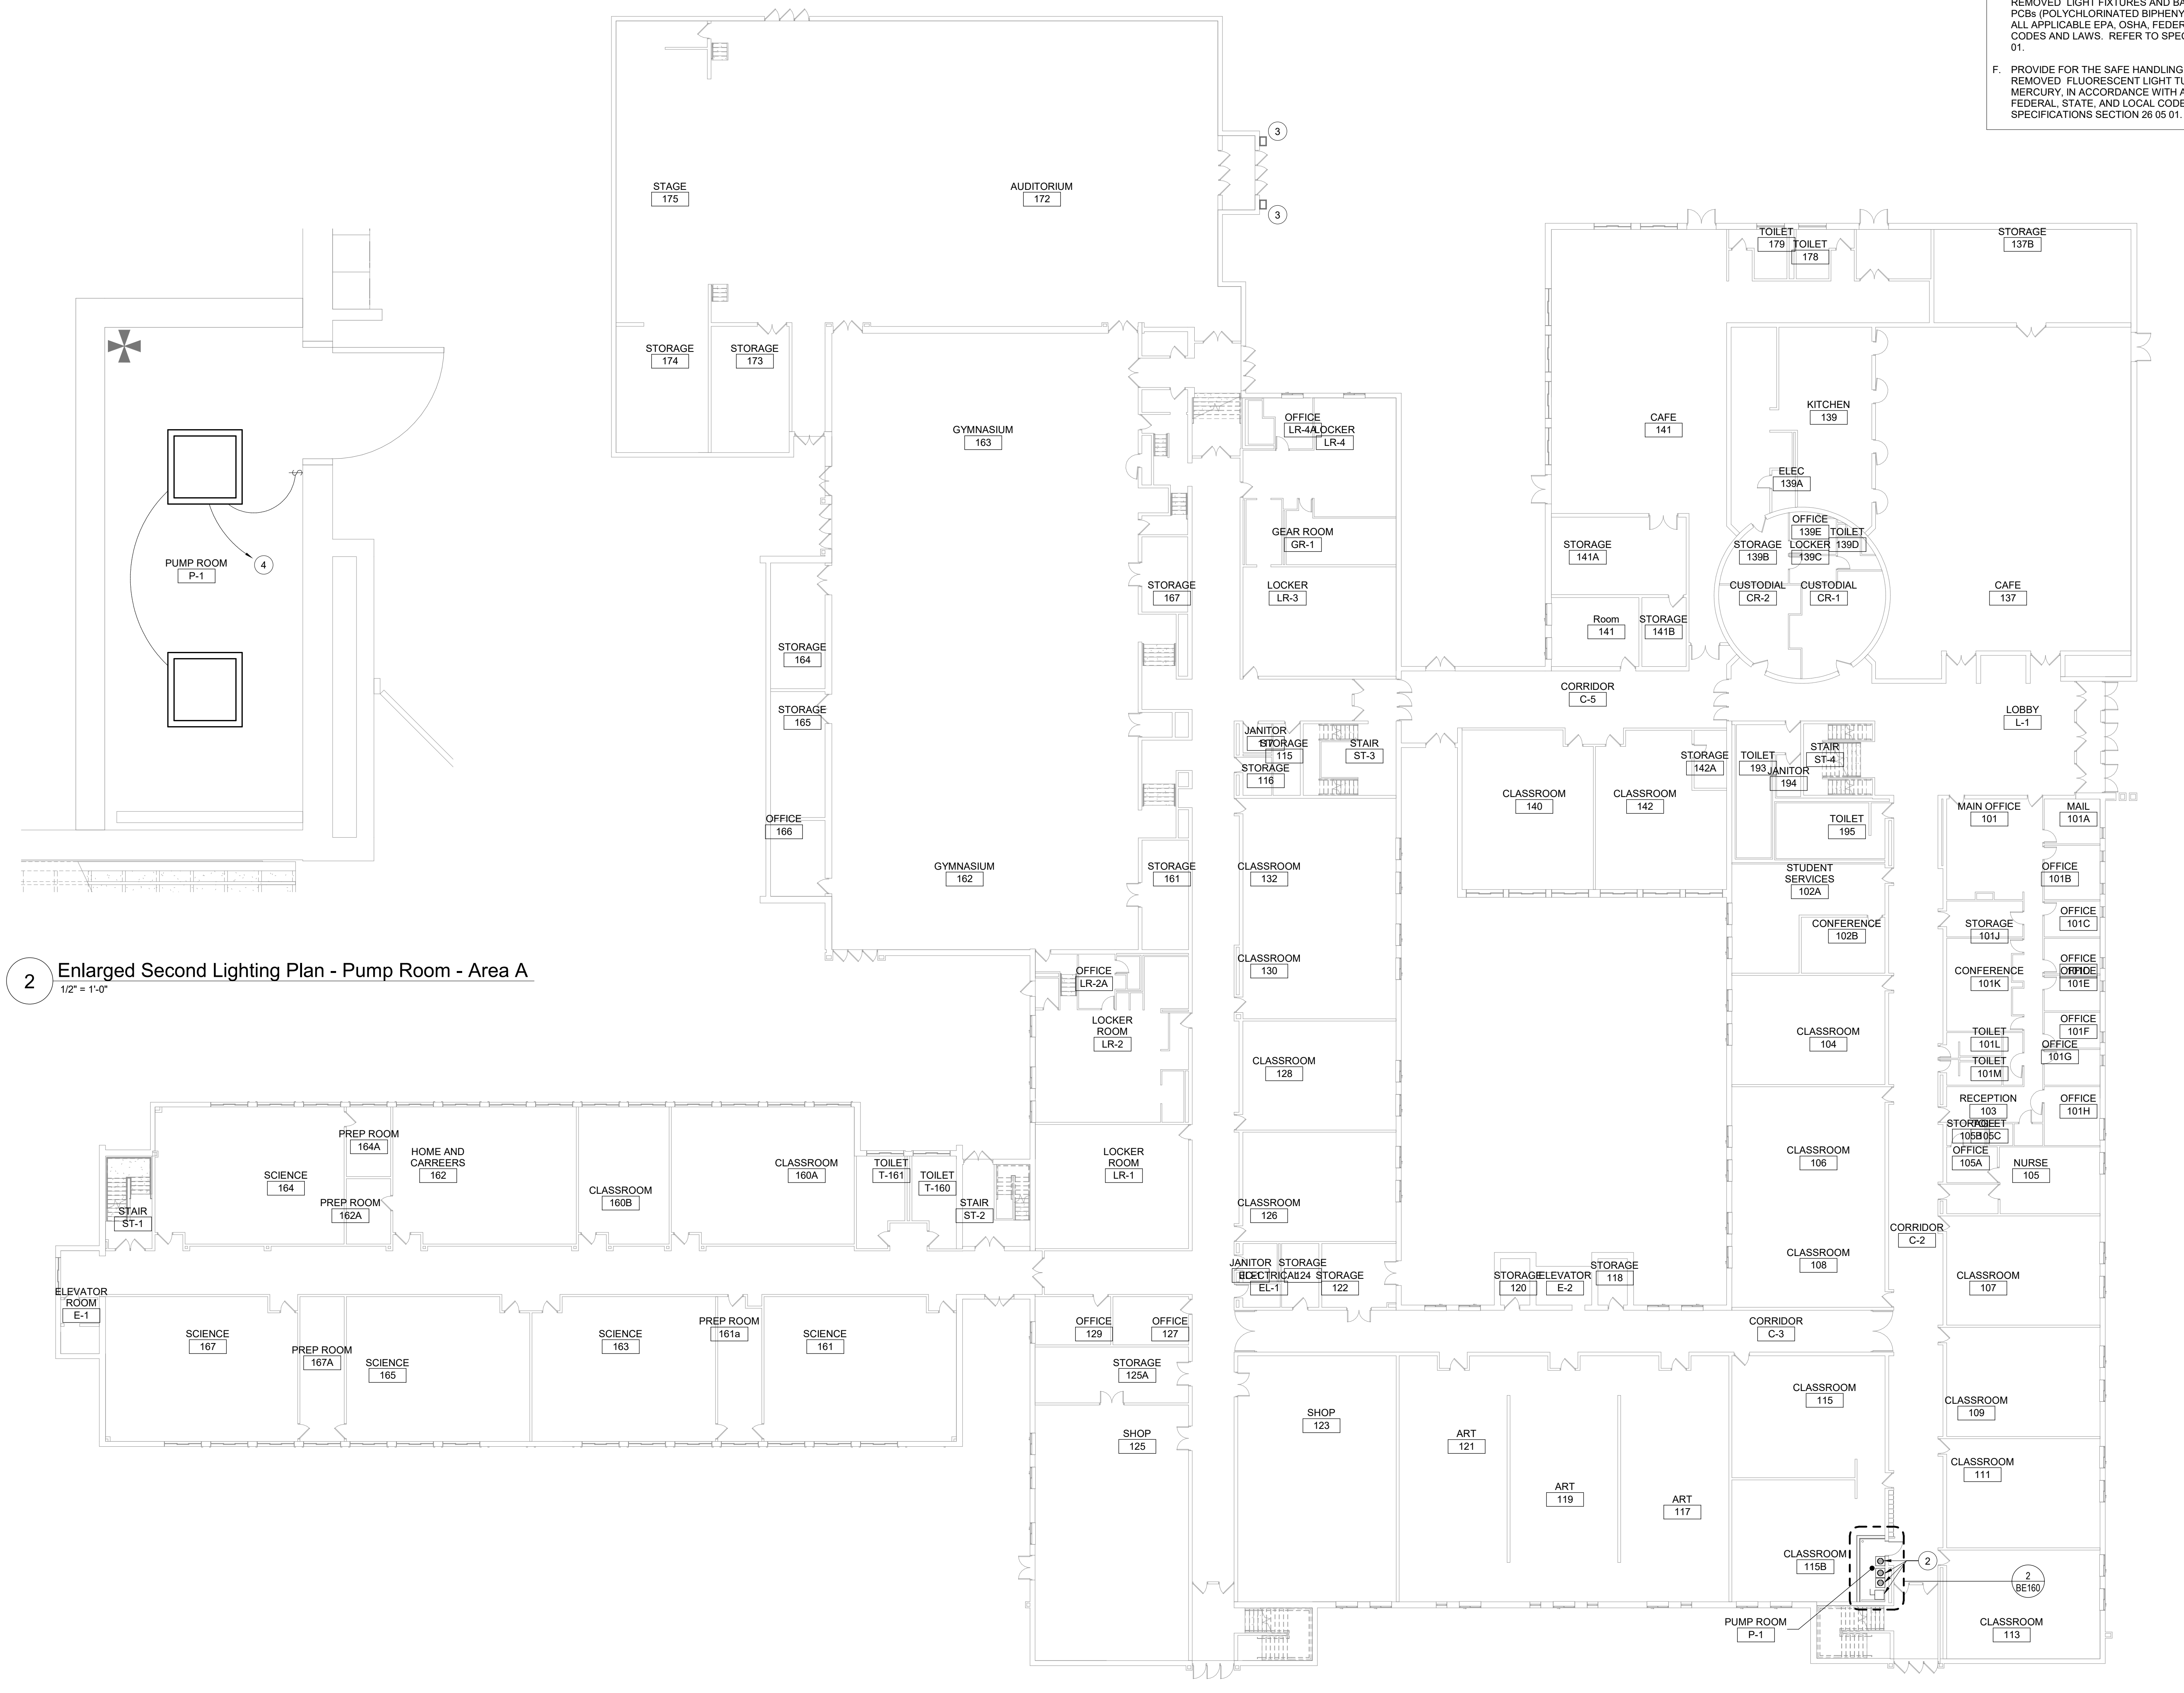 REMOVED LIGHT FIXTURES AND
PCBs (POLYCHLORINATED
ALL APPLICABLE EPA, OSHA,
CODES AND LAWS. REFER TO
01.
F. PROVIDE FOR THE SAFE HANDLING
REMOVED FLUORESCENT LIGHT
MERCURY, IN ACCORDANCE WITH
FEDERAL, STATE, AND LOCAL
SPECIFICATIONS SECTION 26 05 01.
3
3
STAGE
175
AUDITORIUM
172
STORAGE
174
STORAGE
173
GYMNASIUM
163
OFFICE
LR-4A
LOCKER
LR-4
GEAR ROOM
GR-1
LOCKER
LR-3
STORAGE
167
STORAGE
164
STORAGE
165
OFFICE
166
GYMNASIUM
162
STORAGE
161
TOILET
179
TOILET
178
STORAGE
137B
CAFE
141
KITCHEN
139
ELEC
139A
OFFICE
139E
TOILET
139D
STORAGE
139B
LOCKER
139C
CUSTODIAL
CR-2
CUSTODIAL
CR-1
CAFE
137
STORAGE
141A
Room
141
STORAGE
141B
CORRIDOR
C-5
LOBBY
L-1
PUMP ROOM
P-1
4
$
2
Enlarged Second Lighting Plan - Pump Room - Area A
1/2" = 1'-0"
JANITOR
117
STORAGE
115
STORAGE
116
STAIR
ST-3
CLASSROOM
140
CLASSROOM
142
STORAGE
142A
TOILET
193
JANITOR
194
STAIR
ST-4
TOILET
195
STUDENT
SERVICES
102A
CONFERENCE
102B
MAIN OFFICE
101
MAIL
101A
OFFICE
101B
OFFICE
101C
STORAGE
101J
CONFERENCE
101K
OFFICE
101D
OFFICE
101E
OFFICE
101F
OFFICE
101G
TOILET
101L
TOILET
101M
RECEPTION
103
OFFICE
101H
STORAGE
105B
TOILET
105C
OFFICE
105A
NURSE
105
CLASSROOM
132
CLASSROOM
130
CLASSROOM
128
CLASSROOM
126
CLASSROOM
104
CLASSROOM
106
CLASSROOM
108
CORRIDOR
C-2
CLASSROOM
107
CLASSROOM
109
CLASSROOM
111
CLASSROOM
113
OFFICE
LR-2A
LOCKER
ROOM
LR-2
LOCKER
ROOM
LR-1
PREP ROOM
164A
SCIENCE
164
HOME AND
CARREERS
162
PREP ROOM
162A
CLASSROOM
160B
CLASSROOM
160A
TOILET
T-161
TOILET
T-160
STAIR
ST-1
STAIR
ST-2
ELEVATOR
ROOM
E-1
SCIENCE
167
PREP ROOM
167A
SCIENCE
165
SCIENCE
163
PREP ROOM
161a
SCIENCE
161
OFFICE
129
OFFICE
127
STORAGE
125A
SHOP
125
JANITOR
ELECTRICAL
EL-1
STORAGE
124
STORAGE
122
STORAGE
120
ELEVATOR
E-2
STORAGE
118
CORRIDOR
C-3
SHOP
123
ART
121
ART
119
ART
117
CLASSROOM
115
CLASSROOM
115B
PUMP ROOM
P-1
2
2
BE160